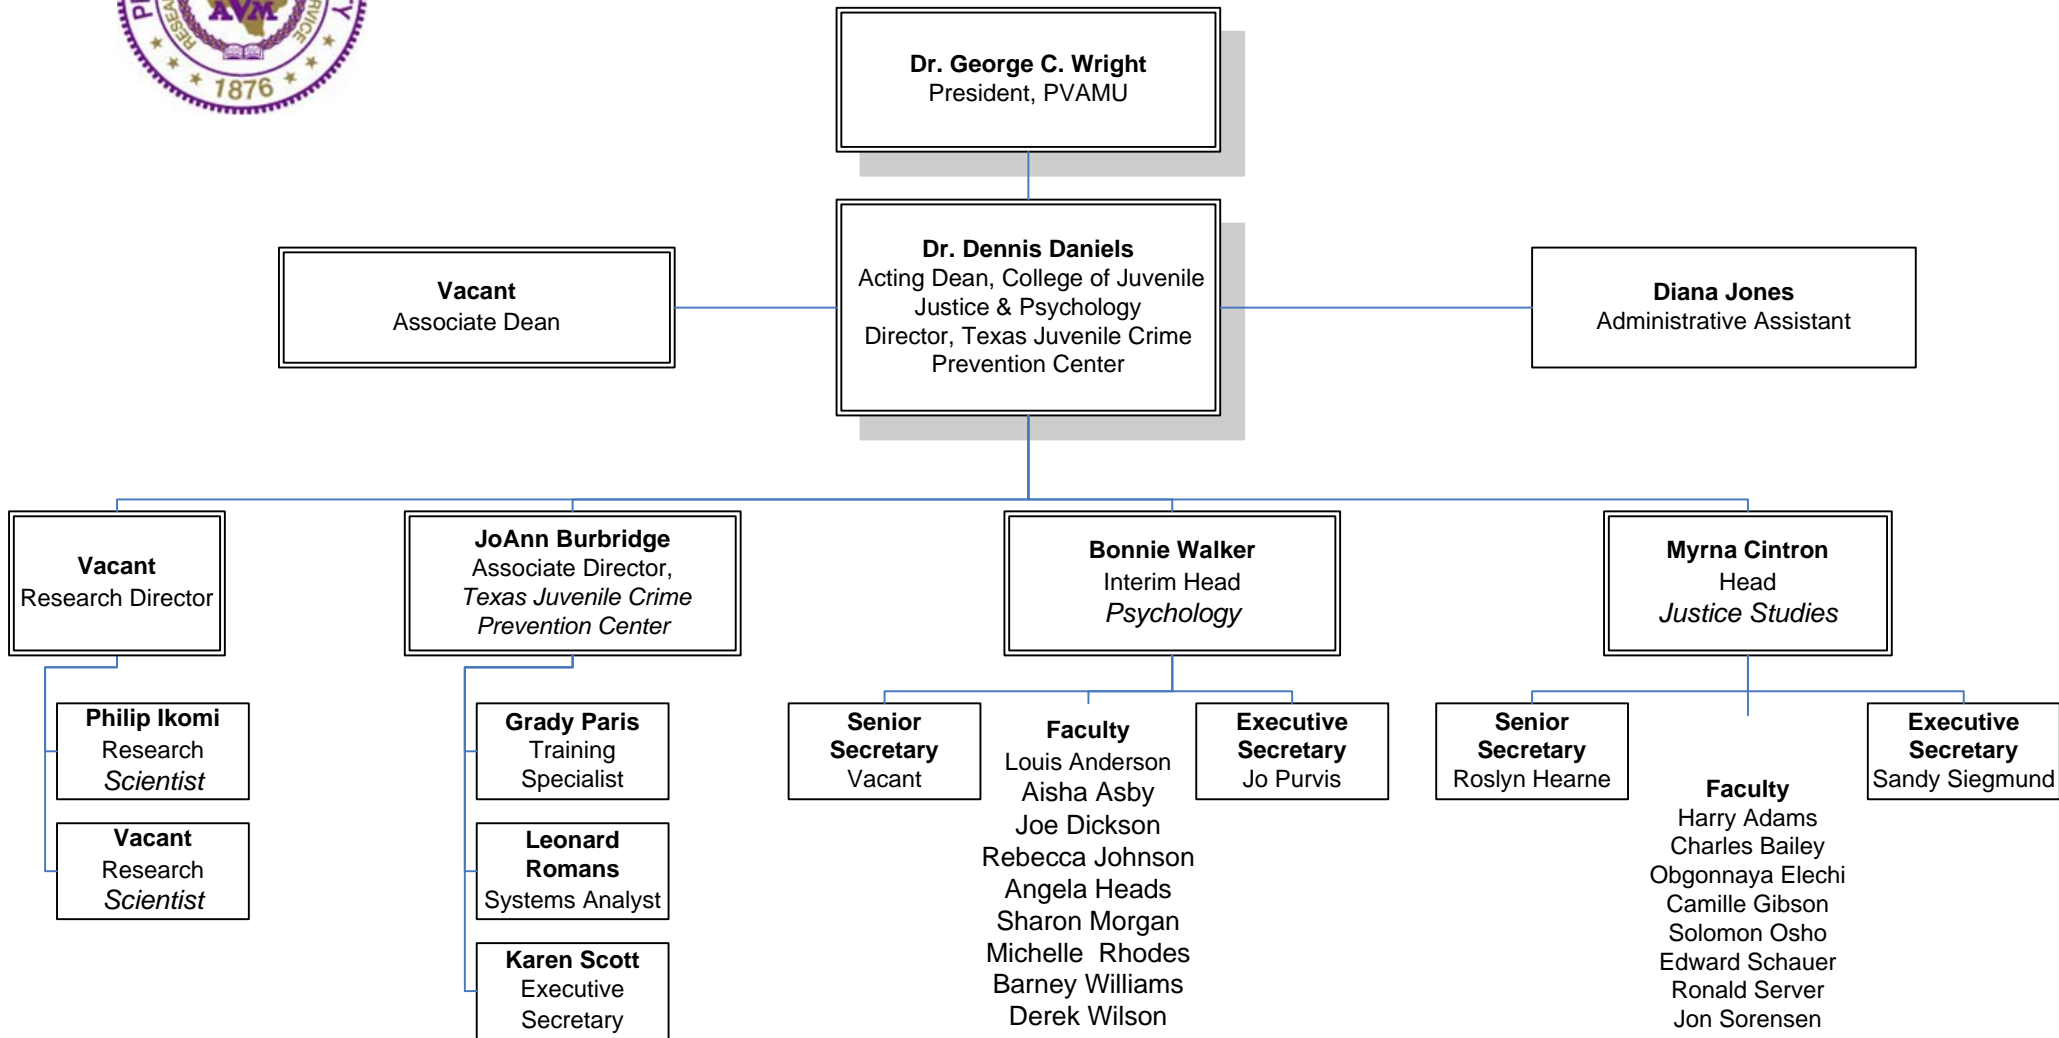 AVM
1876
Dr. George C. Wright
President, PVAMU
Dr. Dennis Daniels
Acting Dean, College of Juvenile
Justice & Psychology
Director, Texas Juvenile Crime
Prevention Center
Vacant
Associate Dean
Diana Jones
Administrative Assistant
Vacant
Research Director
JoAnn Burbridge
Associate Director,
Texas Juvenile Crime
Prevention Center
Bonnie Walker
Interim Head
Psychology
Myrna Cintron
Head
Justice Studies
Philip Ikomi
Research
Scientist
Vacant
Research
Scientist
Grady Paris
Training
Specialist
Leonard
Romans
Systems Analyst
Karen Scott
Executive
Secretary
Senior
Secretary
Vacant
Faculty
Louis Anderson
Aisha Asby
Joe Dickson
Rebecca Johnson
Angela Heads
Sharon Morgan
Michelle  Rhodes
Barney Williams
Derek Wilson
Executive
Secretary
Jo Purvis
Senior
Secretary
Roslyn Hearne
Faculty
Harry Adams
Charles Bailey
Obgonnaya Elechi
Camille Gibson
Solomon Osho
Edward Schauer
Ronald Server
Jon Sorensen
Executive
Secretary
Sandy Siegmund